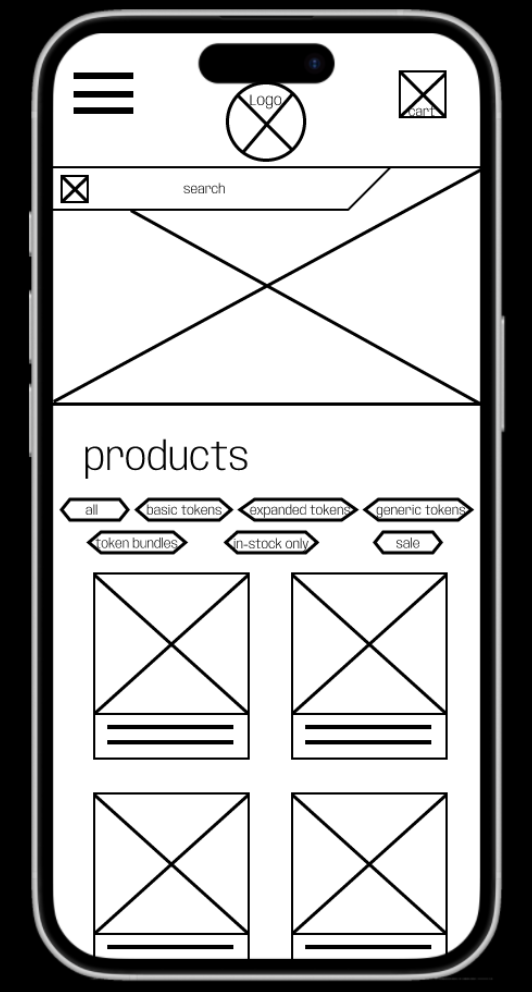 Logo
cart
search
products
all
basic tokens
expanded tokens
generic tokens
token bundles
in-stock only
sale